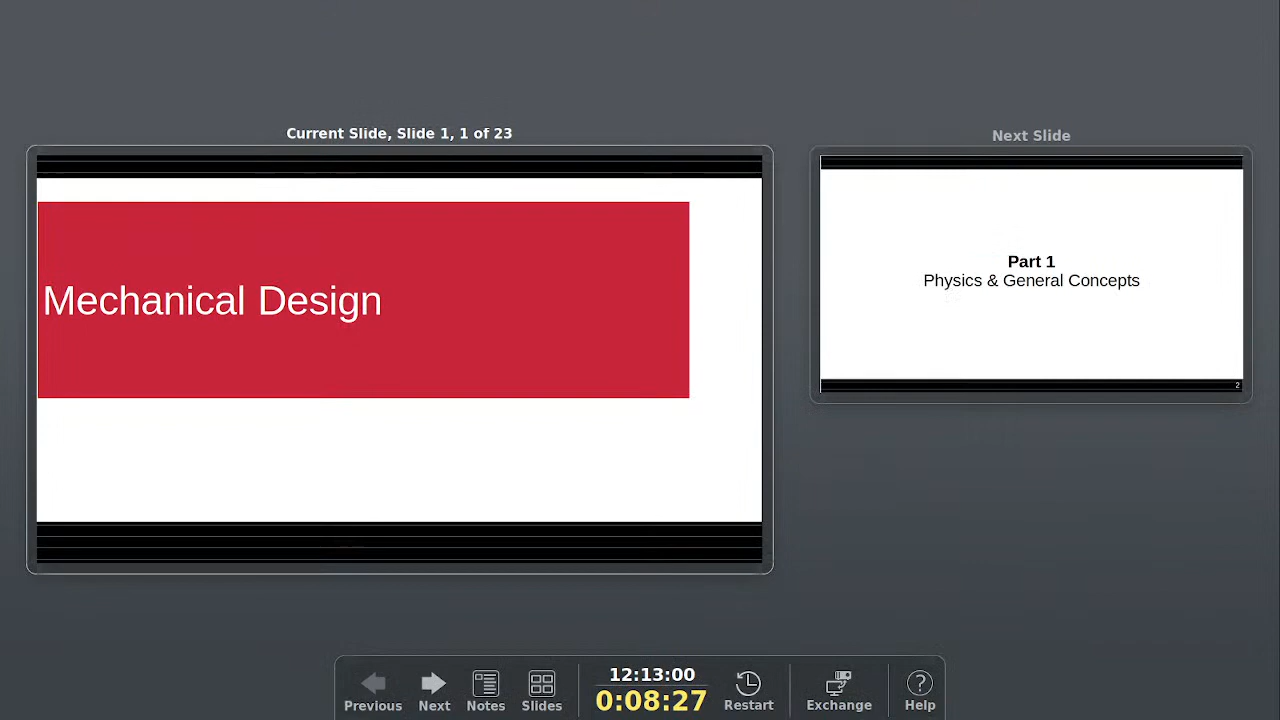 Current Slide, Slide 1, 1 of 23
Next Slide
Mechanical Design
Part 1
Physics & General Concepts
2
Previous
Next
Notes
Slides
12:13:00
0:08:27
Restart
Exchange
Help